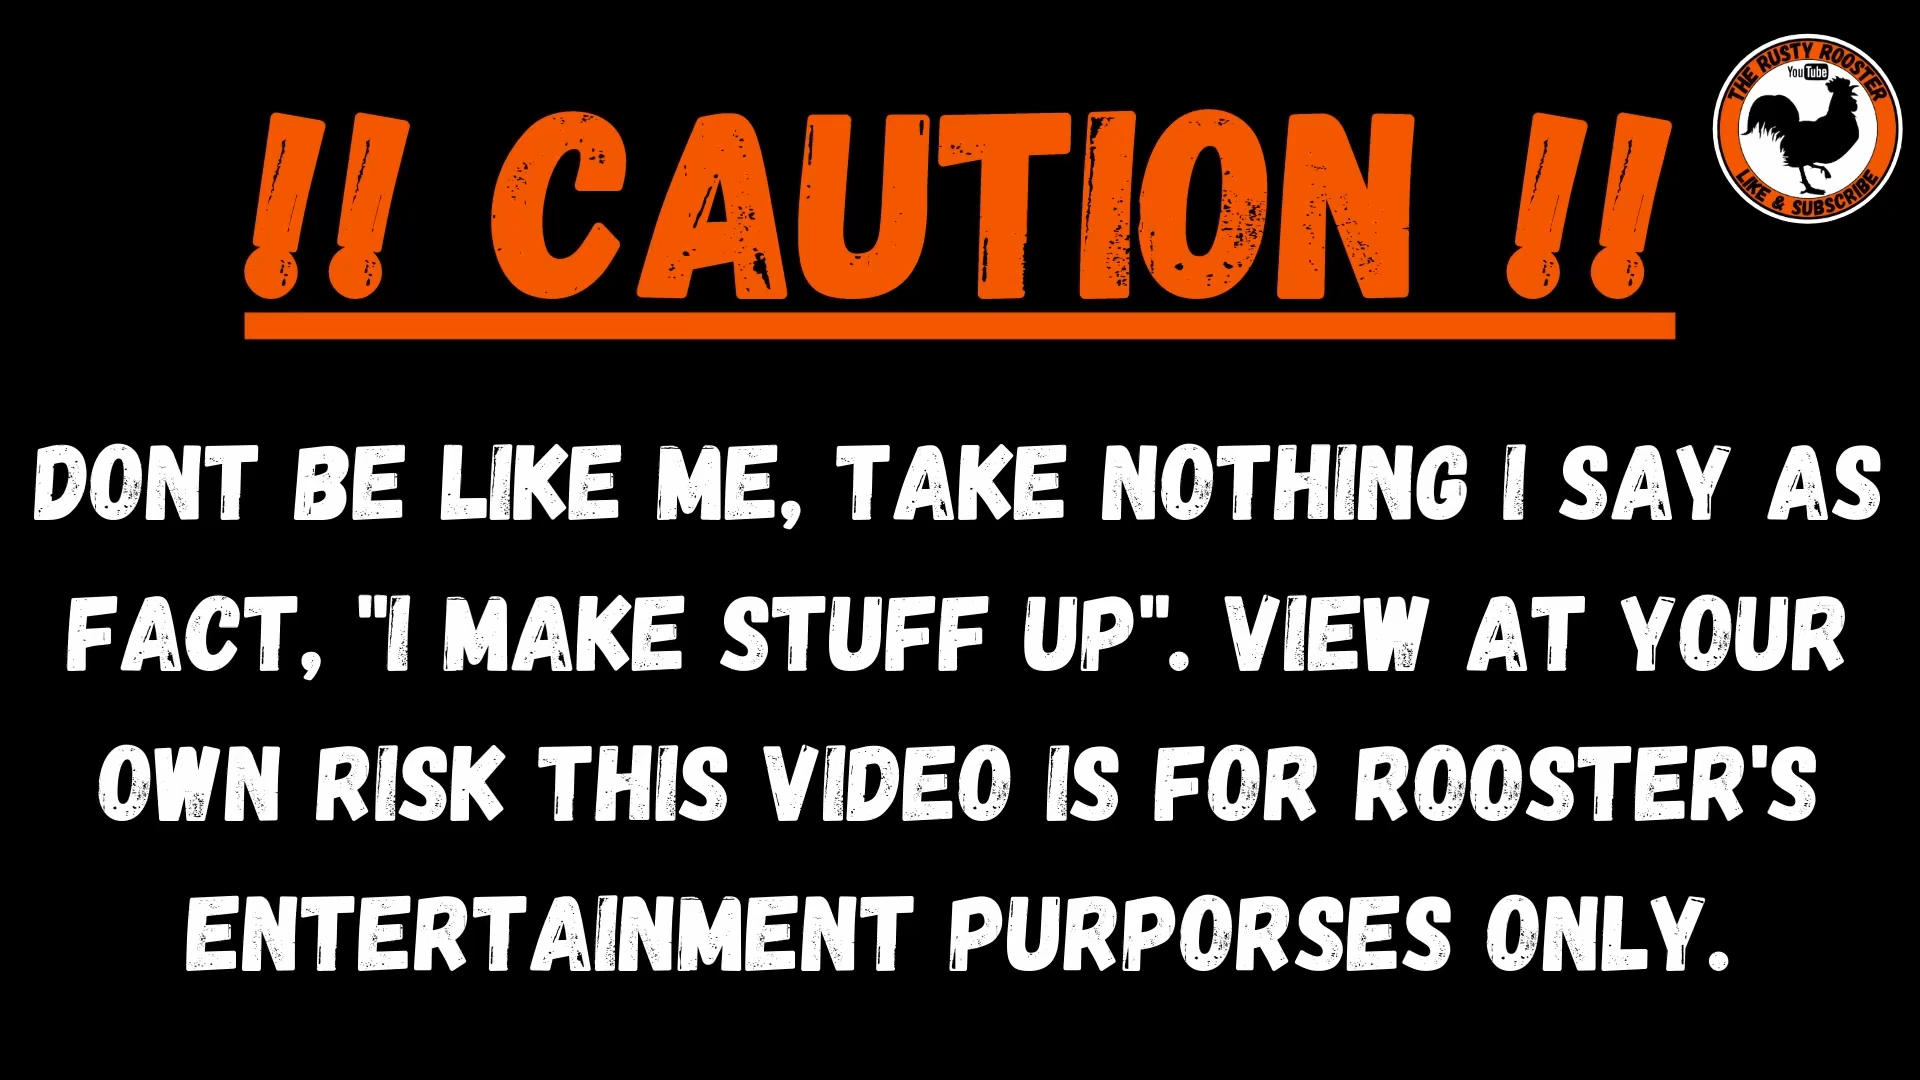 THE RUSTY ROOSTER
YouTube
LIKE & SUBSCRIBE
!! CAUTION !!
DONT BE LIKE ME, TAKE NOTHING I SAY AS
FACT, "I MAKE STUFF UP". VIEW AT YOUR
OWN RISK THIS VIDEO IS FOR ROOSTER'S
ENTERTAINMENT PURPORSES ONLY.